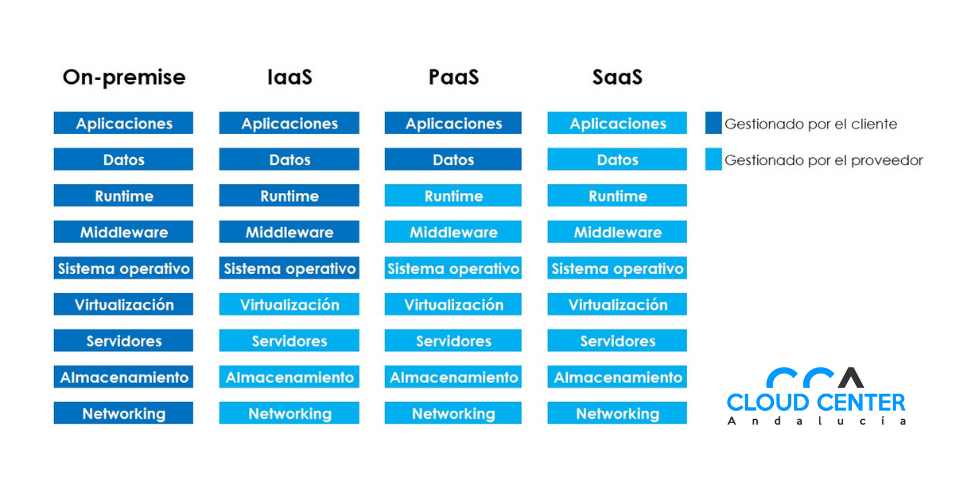 On-premise
IaaS
PaaS
SaaS
Aplicaciones
Aplicaciones
Aplicaciones
Aplicaciones
Gestionado por el cliente
Datos
Datos
Datos
Datos
Gestionado por el proveedor
Runtime
Runtime
Runtime
Runtime
Middleware
Middleware
Middleware
Middleware
Sistema operativo
Sistema operativo
Sistema operativo
Sistema operativo
Virtualización
Virtualización
Virtualización
Virtualización
Servidores
Servidores
Servidores
Servidores
Almacenamiento
Almacenamiento
Almacenamiento
Almacenamiento
Networking
Networking
Networking
Networking
CCA
CLOUD CENTER
Andalucía